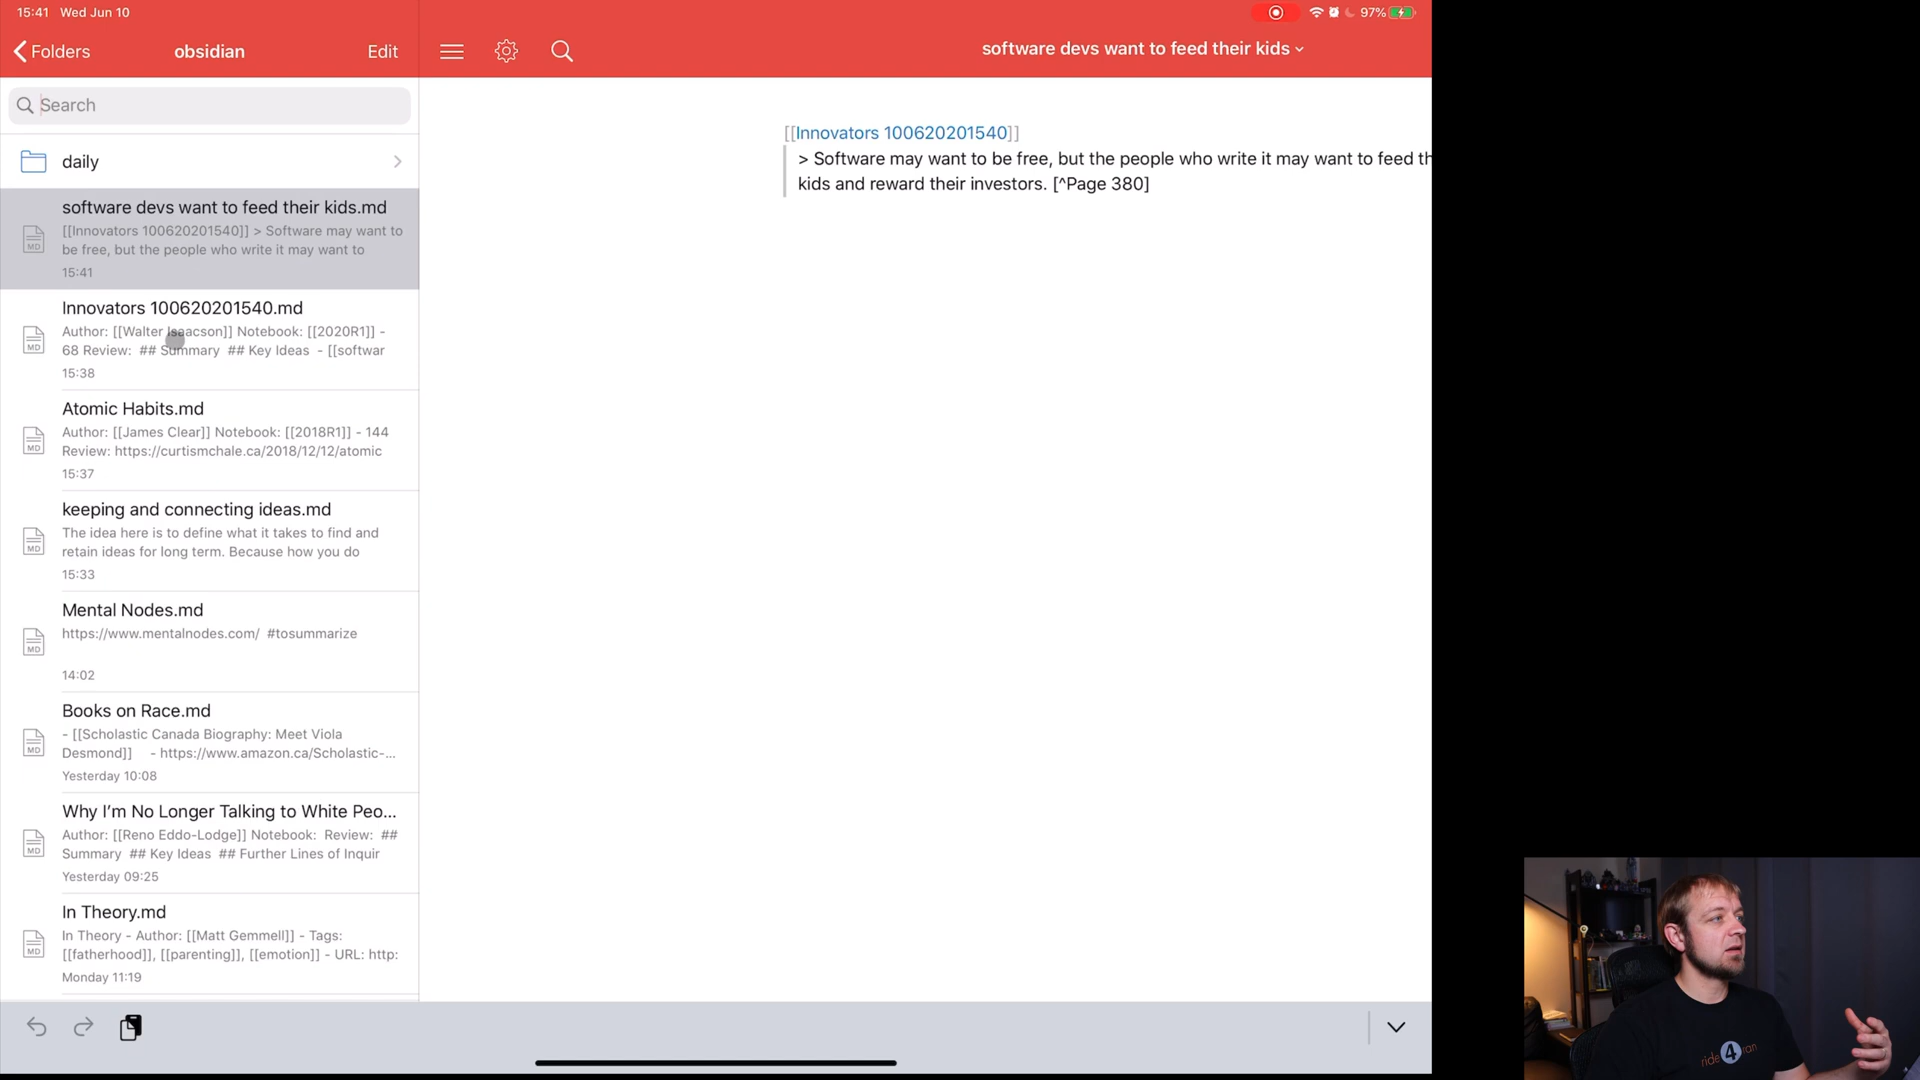 15:41 Wed Jun 10
97%
Folders
obsidian
Edit
software devs want to feed their kids
Search
daily
software devs want to feed their kids.md
[[Innovators 100620201540]] > Software may want to
be free, but the people who write it may want to
15:41
Innovators 100620201540.md
Author: [[Walter Isaacson]] Notebook: [[2020R1]] -
68 Review: ## Summary ## Key Ideas - [[softwar
15:38
Atomic Habits.md
Author: [[James Clear]] Notebook: [[2018R1]] - 144
Review: https://curtismchale.ca/2018/12/12/atomic
15:37
keeping and connecting ideas.md
The idea here is to define what it takes to find and
retain ideas for long term. Because how you do
15:33
Mental Nodes.md
https://www.mentalnodes.com/ #tosummarize
14:02
Books on Race.md
- [[Scholastic Canada Biography: Meet Viola
Desmond]] - https://www.amazon.ca/Scholastic-...
Yesterday 10:08
Why I'm No Longer Talking to White Peo...
Author: [[Reno Eddo-Lodge]] Notebook: Review: ##
Summary ## Key Ideas ## Further Lines of Inquir
Yesterday 09:25
In Theory.md
In Theory - Author: [[Matt Gemmell]] - Tags:
[[fatherhood]], [[parenting]], [[emotion]] - URL: http:
Monday 11:19
[[Innovators 100620201540]]
> Software may want to be free, but the people who write it may want to feed th
kids and reward their investors. [^Page 380]
ride 4